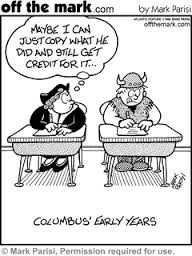 off the mark.com
by Mark Parisi
offthemark.com
MAYBE I CAN
JUST COPY WHAT HE
DID AND STILL GET
CREDIT FOR IT...
COLUMBUS' EARLY YEARS
© Mark Parisi, Permission required for use.